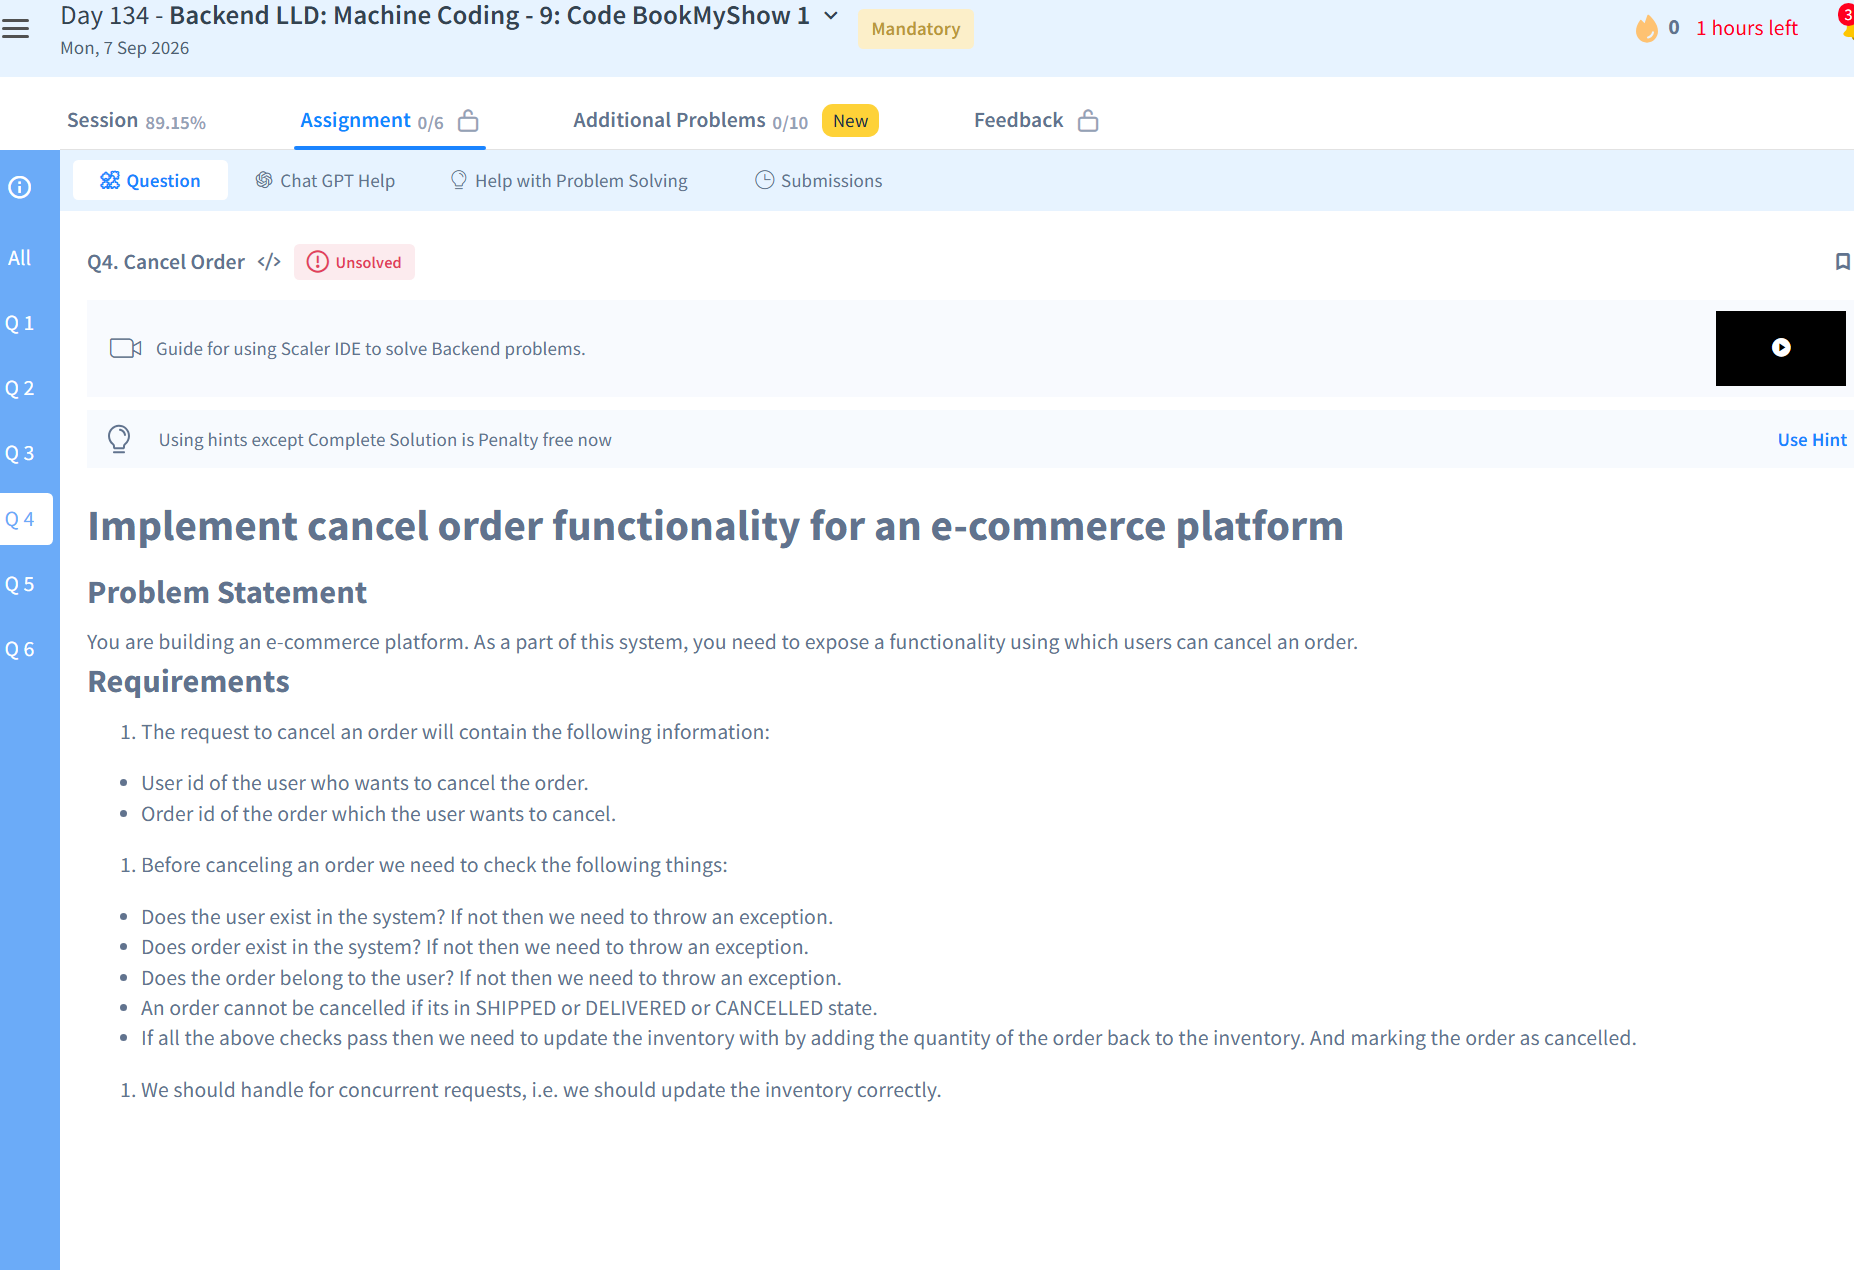 Day 134 - Backend LLD: Machine Coding - 9: Code BookMyShow 1
Mandatory
0
1 hours left
3
Mon, 7 Sep 2026
Session 89.15%
Assignment 0/6
Additional Problems 0/10
New
Feedback
Question
Chat GPT Help
Help with Problem Solving
Submissions
All
Q 1
Q 2
Q 3
Q 4
Q 5
Q 6
Q4. Cancel Order </>
Unsolved
Guide for using Scaler IDE to solve Backend problems.
Using hints except Complete Solution is Penalty free now
Use Hint
Implement cancel order functionality for an e-commerce platform
Problem Statement
You are building an e-commerce platform. As a part of this system, you need to expose a functionality using which users can cancel an order.
Requirements
1. The request to cancel an order will contain the following information:
• User id of the user who wants to cancel the order.
• Order id of the order which the user wants to cancel.
1. Before canceling an order we need to check the following things:
• Does the user exist in the system? If not then we need to throw an exception.
• Does order exist in the system? If not then we need to throw an exception.
• Does the order belong to the user? If not then we need to throw an exception.
• An order cannot be cancelled if its in SHIPPED or DELIVERED or CANCELLED state.
• If all the above checks pass then we need to update the inventory with by adding the quantity of the order back to the inventory. And marking the order as cancelled.
1. We should handle for concurrent requests, i.e. we should update the inventory correctly.